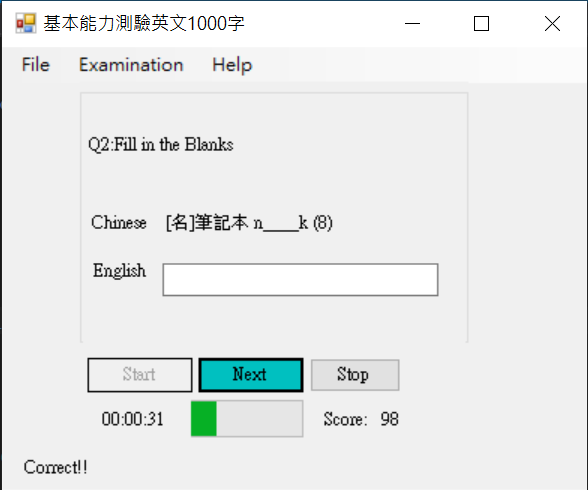 基本能力測驗英文1000字
File Examination Help
Q2:Fill in the Blanks
Chinese [名]筆記本 n____k (8)
English
Start Next Stop
00:00:31 Score: 98
Correct!!